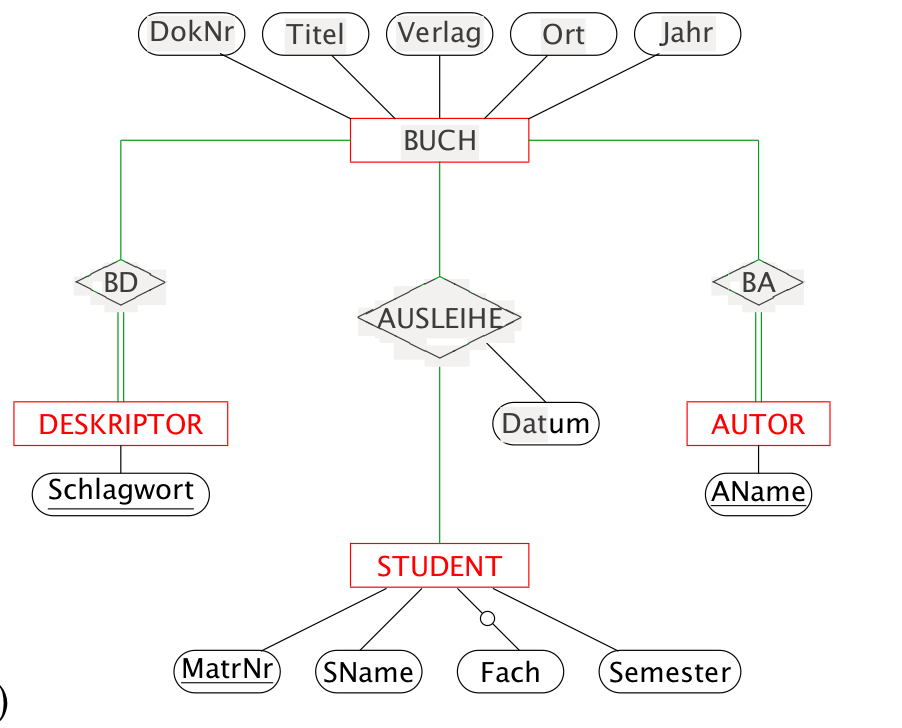 DokNr Titel Verlag Ort Jahr
BUCH
BD AUSLEIHE BA
DESKRIPTOR Datum AUTOR
Schlagwort AName
STUDENT
MatrNr SName Fach Semester
)